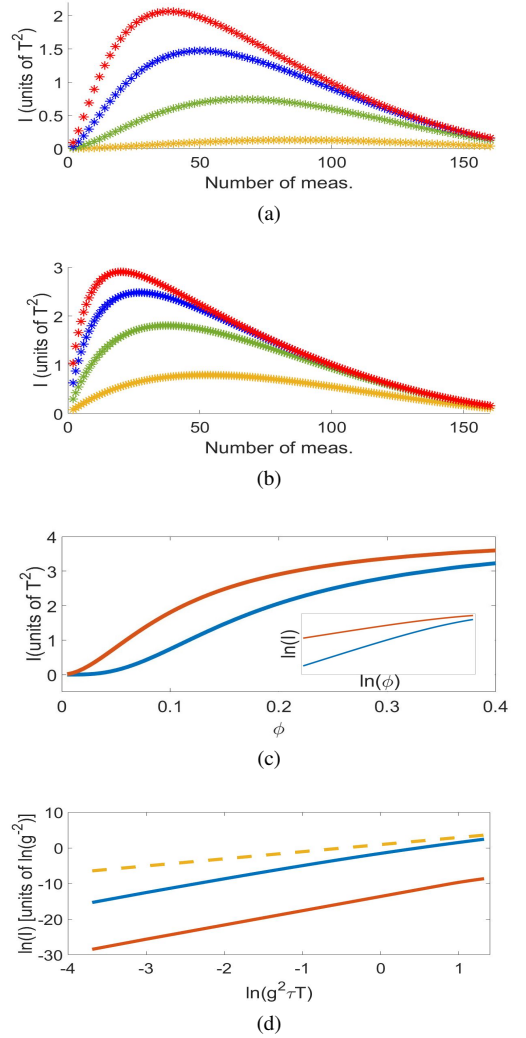 2
1.5
1
0.5
0
I (units of T²)
0 50 100 150
Number of meas.
(a)
3
2
1
0
I (units of T²)
0 50 100 150
Number of meas.
(b)
4
3
2
1
0
I(units of T²)
ln(I)
ln(ϕ)
0 0.1 0.2 0.3 0.4
ϕ
(c)
10
0
-10
-20
-30
ln(I) [units of ln(g⁻²)]
-4 -3 -2 -1 0 1
ln(g²τT)
(d)